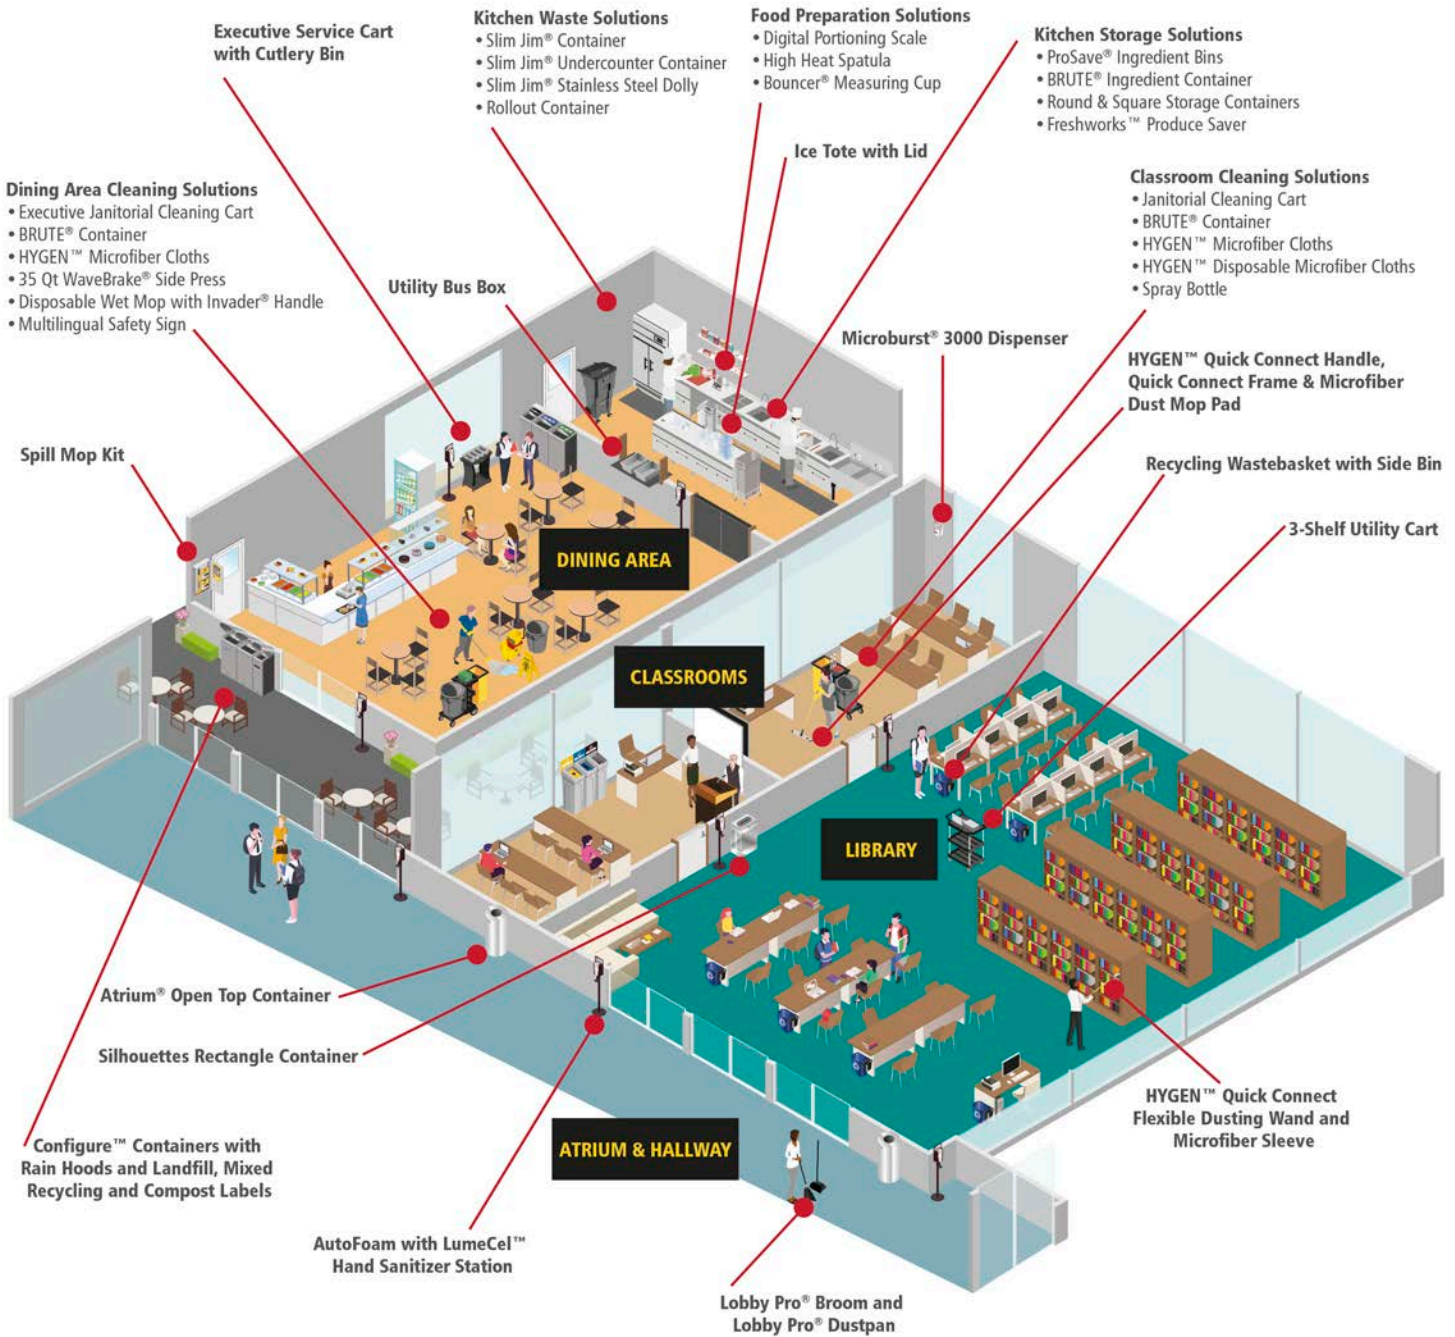 Executive Service Cart
with Cutlery Bin
Kitchen Waste Solutions
• Slim Jim® Container
• Slim Jim® Undercounter Container
• Slim Jim® Stainless Steel Dolly
• Rollout Container
Food Preparation Solutions
• Digital Portioning Scale
• High Heat Spatula
• Bouncer® Measuring Cup
Kitchen Storage Solutions
• ProSave® Ingredient Bins
• BRUTE® Ingredient Container
• Round & Square Storage Containers
• Freshworks™ Produce Saver
Ice Tote with Lid
Dining Area Cleaning Solutions
• Executive Janitorial Cleaning Cart
• BRUTE® Container
• HYGEN™ Microfiber Cloths
• 35 Qt WaveBrake® Side Press
• Disposable Wet Mop with Invader® Handle
• Multilingual Safety Sign
Classroom Cleaning Solutions
• Janitorial Cleaning Cart
• BRUTE® Container
• HYGEN™ Microfiber Cloths
• HYGEN™ Disposable Microfiber Cloths
• Spray Bottle
Utility Bus Box
Microburst® 3000 Dispenser
HYGEN™ Quick Connect Handle,
Quick Connect Frame & Microfiber
Dust Mop Pad
Spill Mop Kit
Recycling Wastebasket with Side Bin
3-Shelf Utility Cart
DINING AREA
CLASSROOMS
LIBRARY
Atrium® Open Top Container
Silhouettes Rectangle Container
HYGEN™ Quick Connect
Flexible Dusting Wand and
Microfiber Sleeve
Configure™ Containers with
Rain Hoods and Landfill, Mixed
Recycling and Compost Labels
ATRIUM & HALLWAY
AutoFoam with LumeCel™
Hand Sanitizer Station
Lobby Pro® Broom and
Lobby Pro® Dustpan